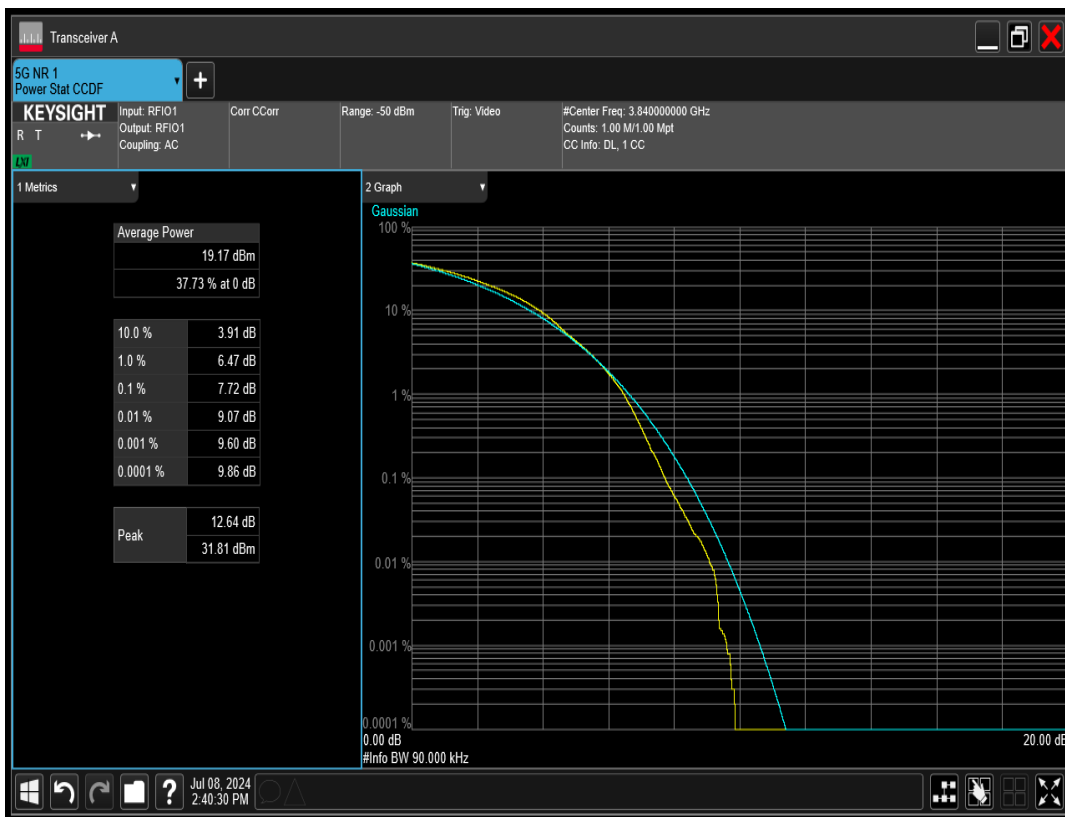 Transceiver A
5G NR 1
Power Stat CCDF
+
KEYSIGHT
R T
LXI
Input: RFIO1
Output: RFIO1
Coupling: AC
Corr CCorr
Range: -50 dBm
Trig: Video
#Center Freq: 3.840000000 GHz
Counts: 1.00 M/1.00 Mpt
CC Info: DL, 1 CC
1 Metrics
Average Power
19.17 dBm
37.73 % at 0 dB
10.0 % 3.91 dB
1.0 % 6.47 dB
0.1 % 7.72 dB
0.01 % 9.07 dB
0.001 % 9.60 dB
0.0001 % 9.86 dB
Peak
12.64 dB
31.81 dBm
2 Graph
Gaussian
100 %
10 %
1 %
0.1 %
0.01 %
0.001 %
0.0001 %
0.00 dB 20.00 dB
#Info BW 90.000 kHz
?
Jul 08, 2024
2:40:30 PM